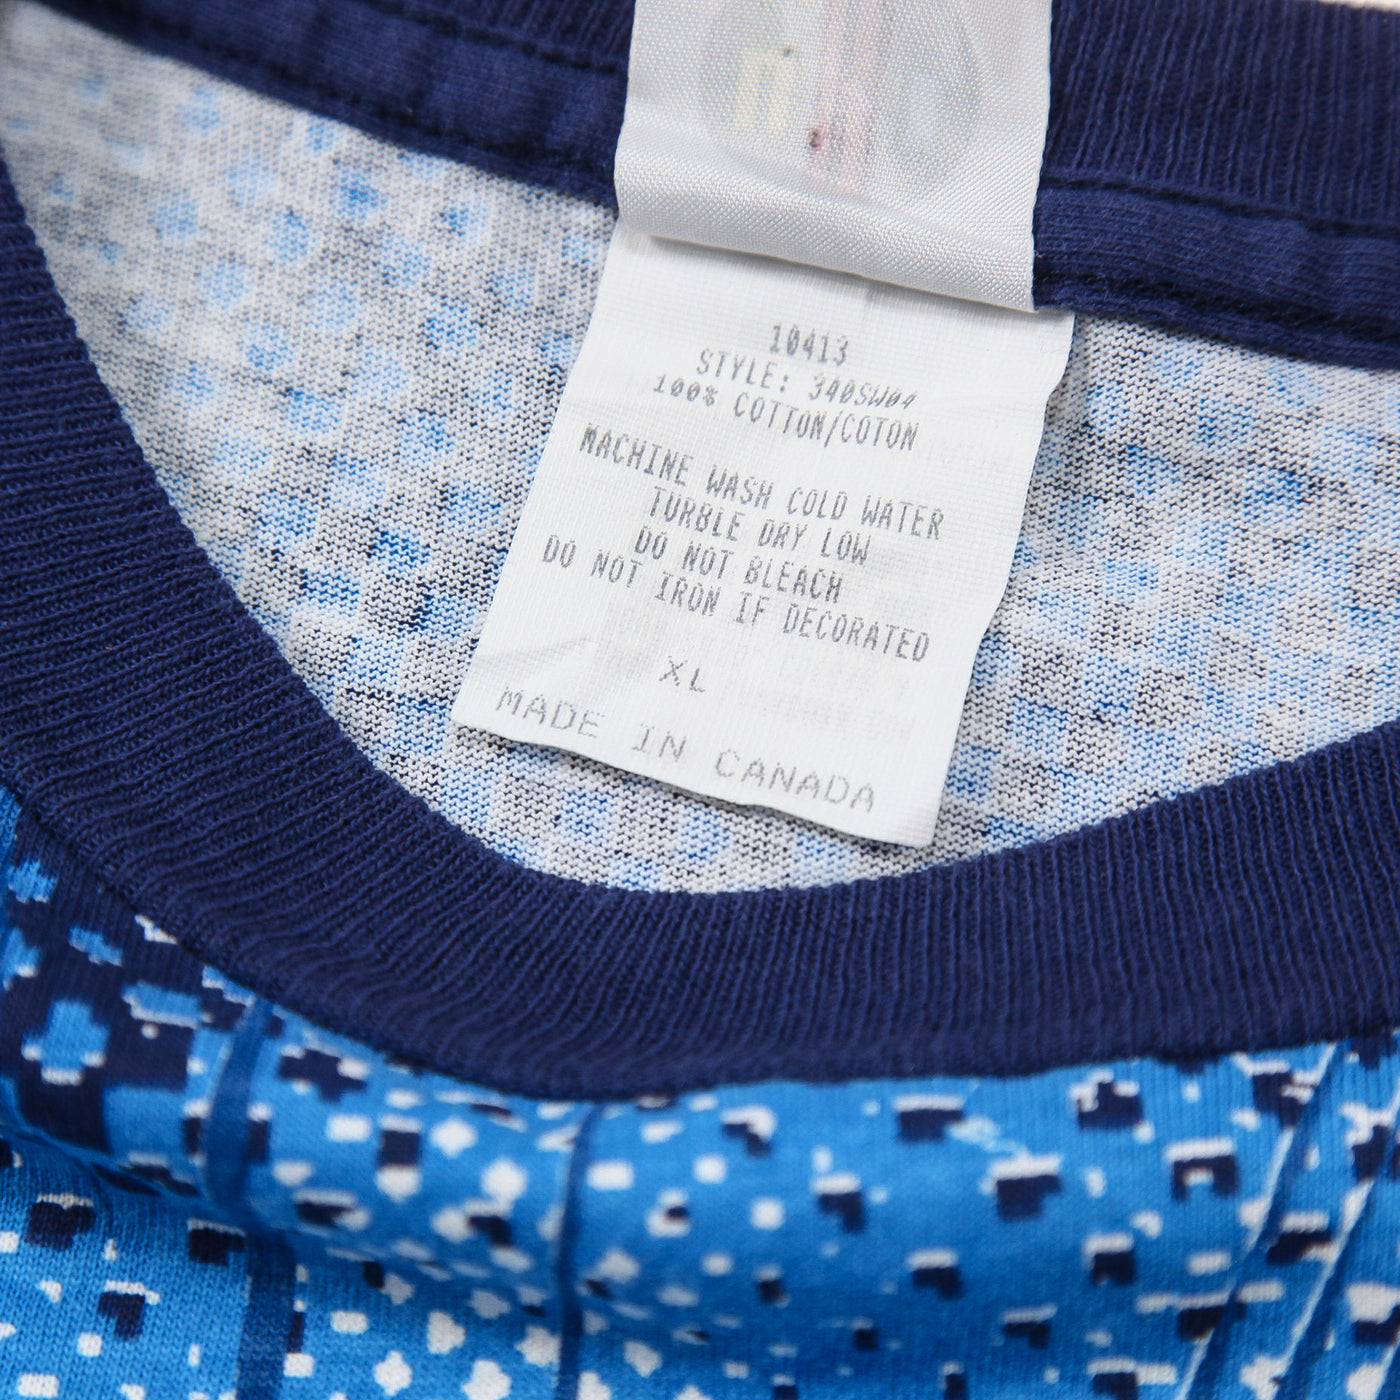 10413
STYLE: 340SW04
100% COTTON/COTON
MACHINE WASH COLD WATER
TURBLE DRY LOW
DO NOT BLEACH
DO NOT IRON IF DECORATED
XL
MADE IN CANADA